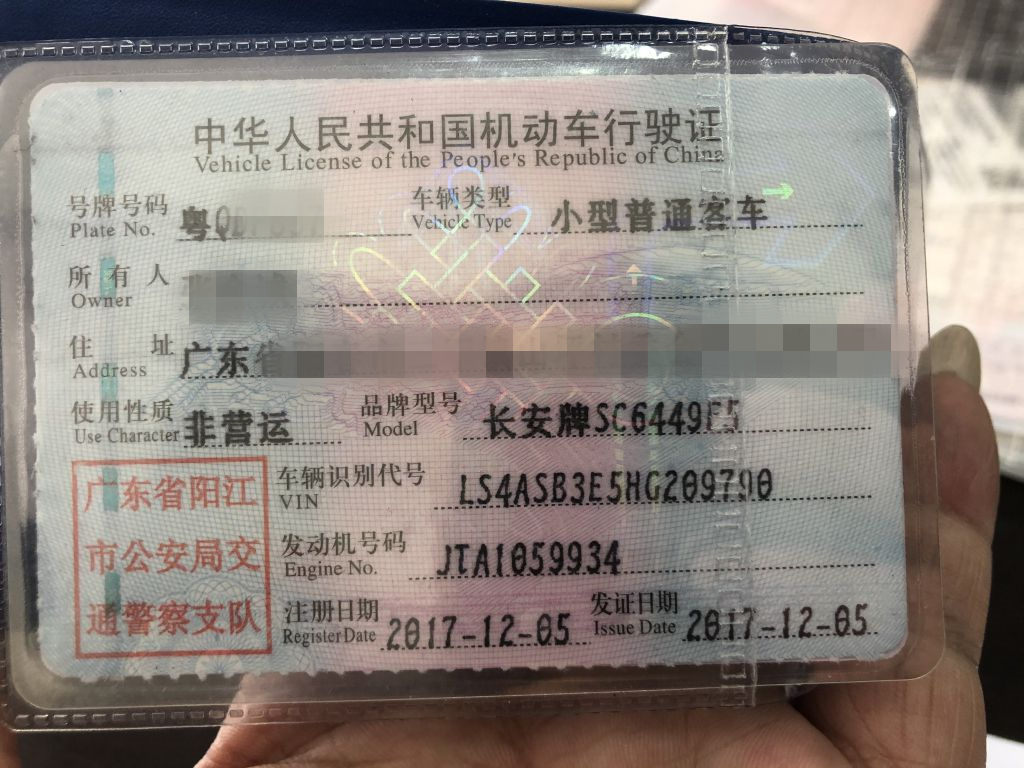 中华人民共和国机动车行驶证
Vehicle License of the People's Republic of China
号牌号码 粤Q 车辆类型 小型普通客车
Plate No. Vehicle Type
所有人
Owner
住址 广东省
Address
使用性质 非营运 品牌型号 长安牌SC6449F5
Use Character Model
广东省阳江
市公安局交
通警察支队
车辆识别代号 LS4ASB3E5HG209790
VIN
发动机号码 JTA1059934
Engine No.
注册日期 2017-12-05 发证日期 2017-12-05
Register Date Issue Date